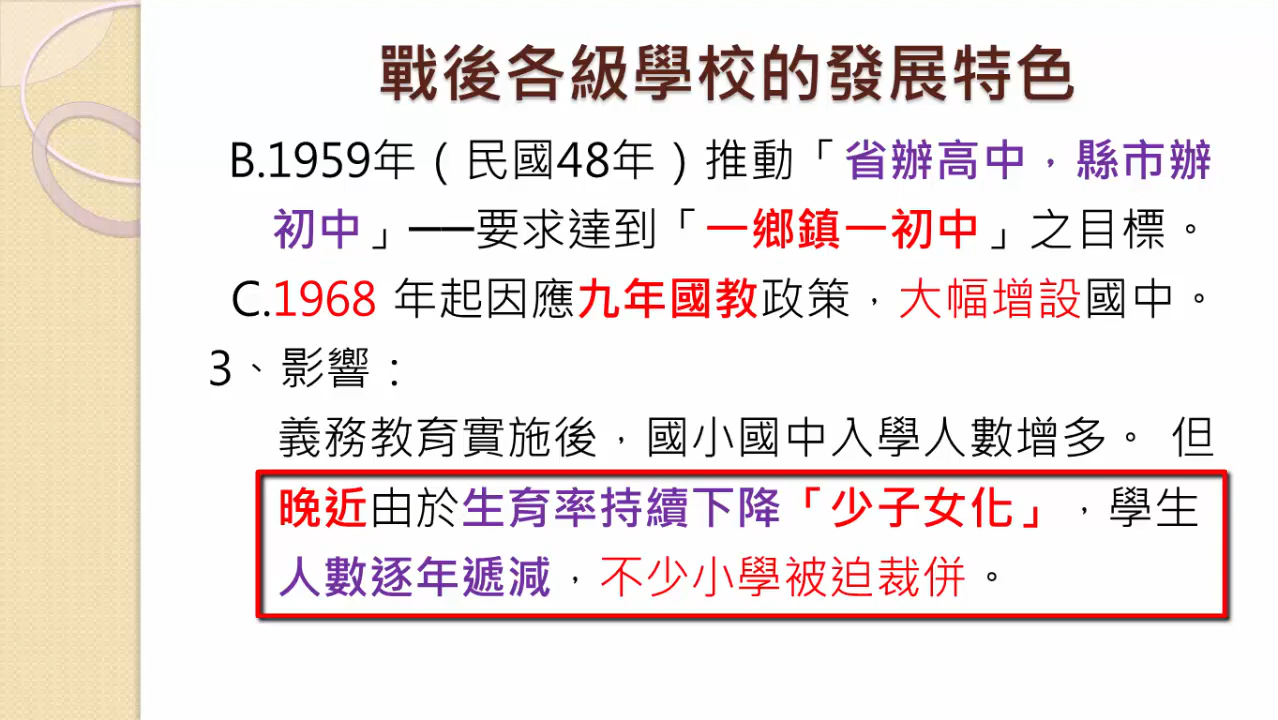 戰後各級學校的發展特色
B.1959年（民國48年）推動「省辦高中，縣市辦
初中」──要求達到「一鄉鎮一初中」之目標。
C.1968 年起因應九年國教政策，大幅增設國中。
3、影響：
義務教育實施後，國小國中入學人數增多。 但
晚近由於生育率持續下降「少子女化」，學生
人數逐年遞減，不少小學被迫裁併。